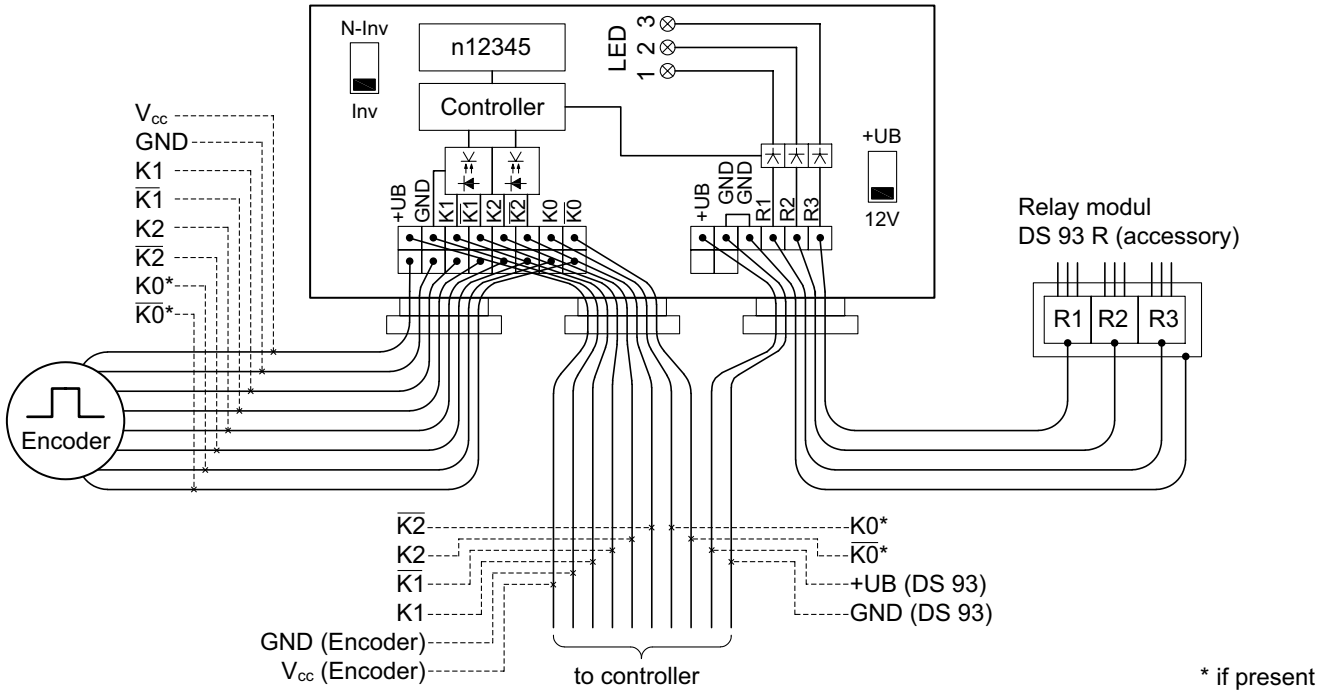 N-Inv
Inv
n12345
Controller
LED
1 2 3
+UB
12V
V_cc
GND
K1
K̅1̅
K2
K̅2̅
K0*
K̅0̅*
+UB GND K1 K̅1̅ K2 K̅2̅ K0 K̅0̅
+UB GND GND R1 R2 R3
Relay modul
DS 93 R (accessory)
R1 R2 R3
Encoder
K̅2̅
K2
K̅1̅
K1
GND (Encoder)
V_cc (Encoder)
K0*
K̅0̅*
+UB (DS 93)
GND (DS 93)
to controller
* if present